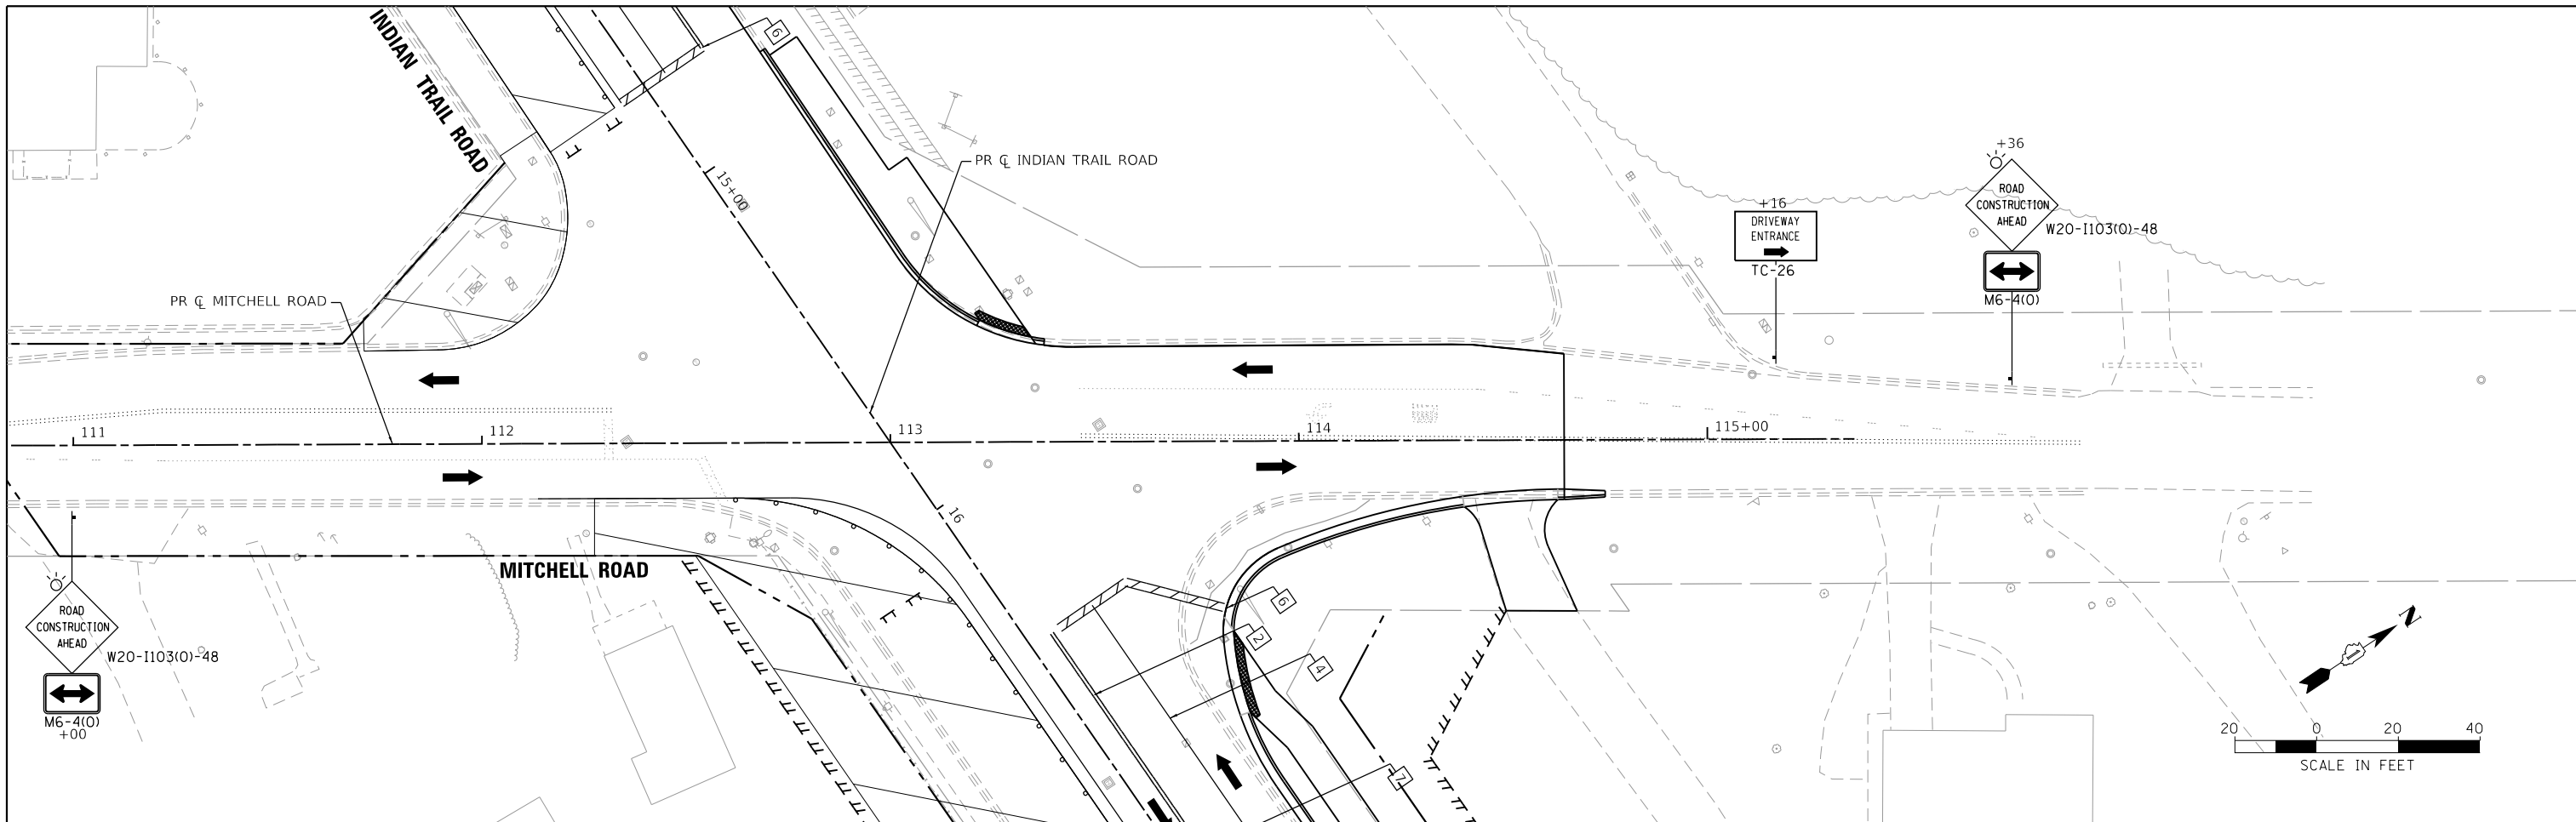 INDIAN TRAIL ROAD
6
PR ℄ INDIAN TRAIL ROAD
15+00
+36
ROAD
CONSTRUCTION
AHEAD
W20-I103(0)-48
M6-4(0)
+16
DRIVEWAY
ENTRANCE
TC-26
PR ℄ MITCHELL ROAD
111
112
113
114
115+00
16
MITCHELL ROAD
ROAD
CONSTRUCTION
AHEAD
W20-I103(0)-48
M6-4(0)
+00
6
2
4
7
N
20 0 20 40
SCALE IN FEET